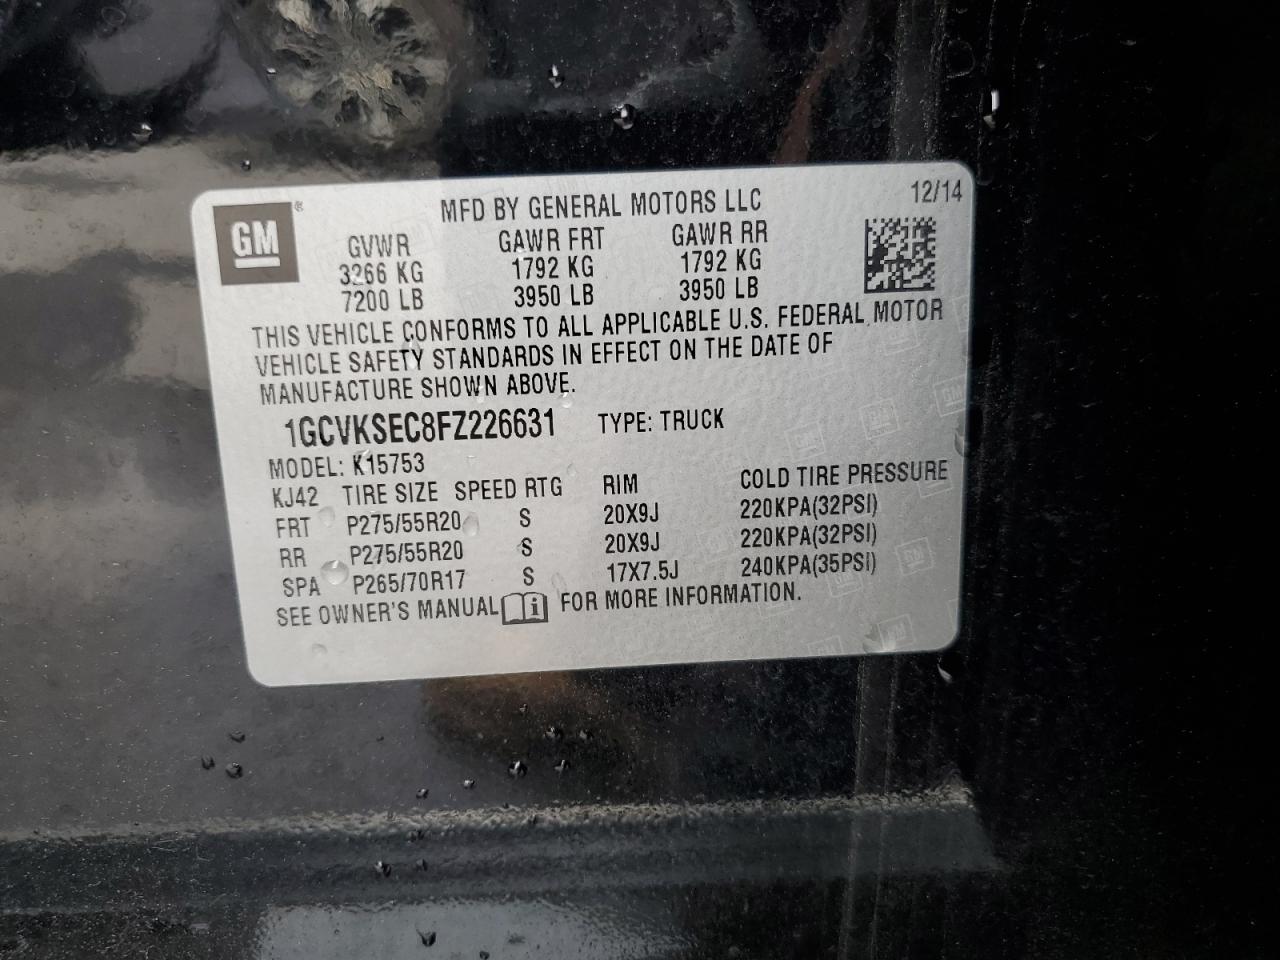 GM ® MFD BY GENERAL MOTORS LLC 12/14
GVWR GAWR FRT GAWR RR
3266 KG 1792 KG 1792 KG
7200 LB 3950 LB 3950 LB
THIS VEHICLE CONFORMS TO ALL APPLICABLE U.S. FEDERAL MOTOR
VEHICLE SAFETY STANDARDS IN EFFECT ON THE DATE OF
MANUFACTURE SHOWN ABOVE.
1GCVKSEC8FZ226631 TYPE: TRUCK
MODEL: K15753
KJ42 TIRE SIZE SPEED RTG RIM COLD TIRE PRESSURE
FRT P275/55R20 S 20X9J 220KPA(32PSI)
RR P275/55R20 S 20X9J 220KPA(32PSI)
SPA P265/70R17 S 17X7.5J 240KPA(35PSI)
SEE OWNER'S MANUAL i FOR MORE INFORMATION.